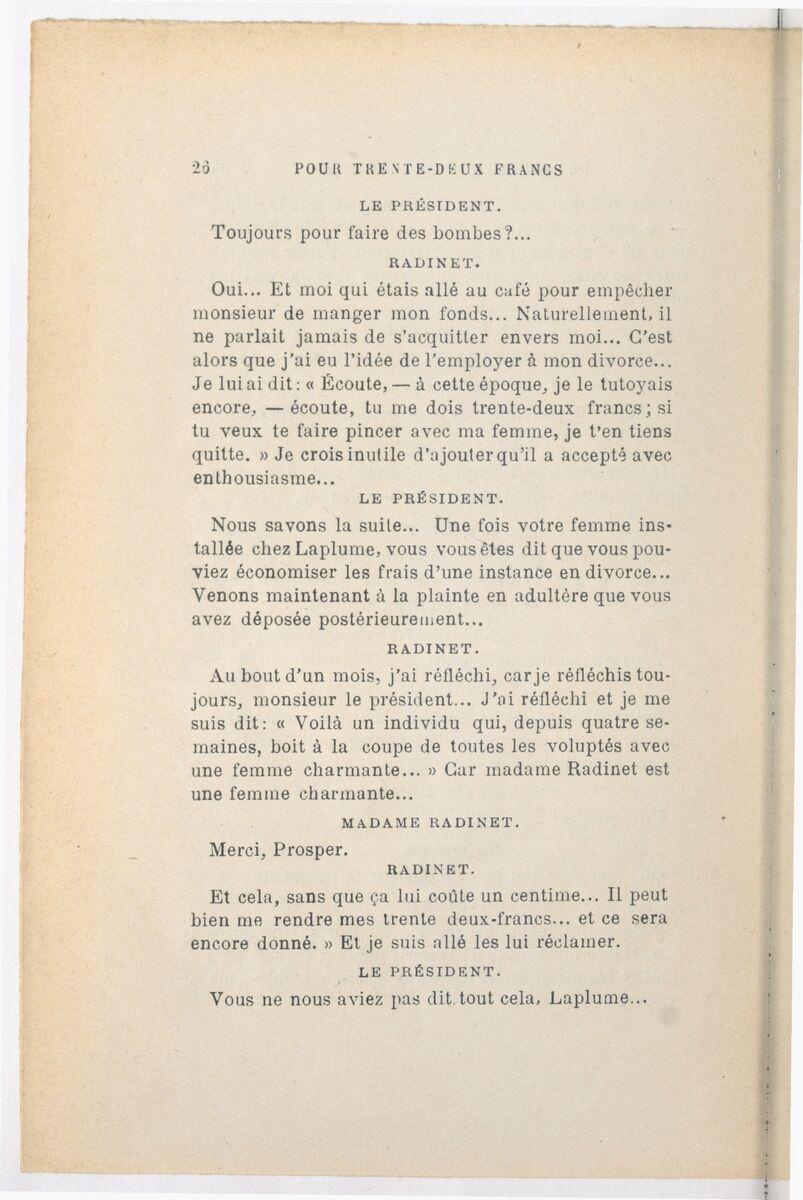 26 POUR TRENTE-DEUX FRANCS
LE PRÉSIDENT.
Toujours pour faire des bombes?...
RADINET.
Oui... Et moi qui étais allé au café pour empêcher
monsieur de manger mon fonds... Naturellement, il
ne parlait jamais de s'acquitter envers moi... C'est
alors que j'ai eu l'idée de l'employer à mon divorce...
Je lui ai dit: « Écoute, — à cette époque, je le tutoyais
encore, — écoute, tu me dois trente-deux francs; si
tu veux te faire pincer avec ma femme, je t'en tiens
quitte. » Je crois inutile d'ajouter qu'il a accepté avec
enthousiasme...
LE PRÉSIDENT.
Nous savons la suite... Une fois votre femme ins-
tallée chez Laplume, vous vous êtes dit que vous pou-
viez économiser les frais d'une instance en divorce...
Venons maintenant à la plainte en adultère que vous
avez déposée postérieurement...
RADINET.
Au bout d'un mois, j'ai réfléchi, car je réfléchis tou-
jours, monsieur le président... J'ai réfléchi et je me
suis dit: « Voilà un individu qui, depuis quatre se-
maines, boit à la coupe de toutes les voluptés avec
une femme charmante... » Car madame Radinet est
une femme charmante...
MADAME RADINET.
Merci, Prosper.
RADINET.
Et cela, sans que ça lui coûte un centime... Il peut
bien me rendre mes trente deux-francs... et ce sera
encore donné. » Et je suis allé les lui réclamer.
LE PRÉSIDENT.
Vous ne nous aviez pas dit tout cela, Laplume...